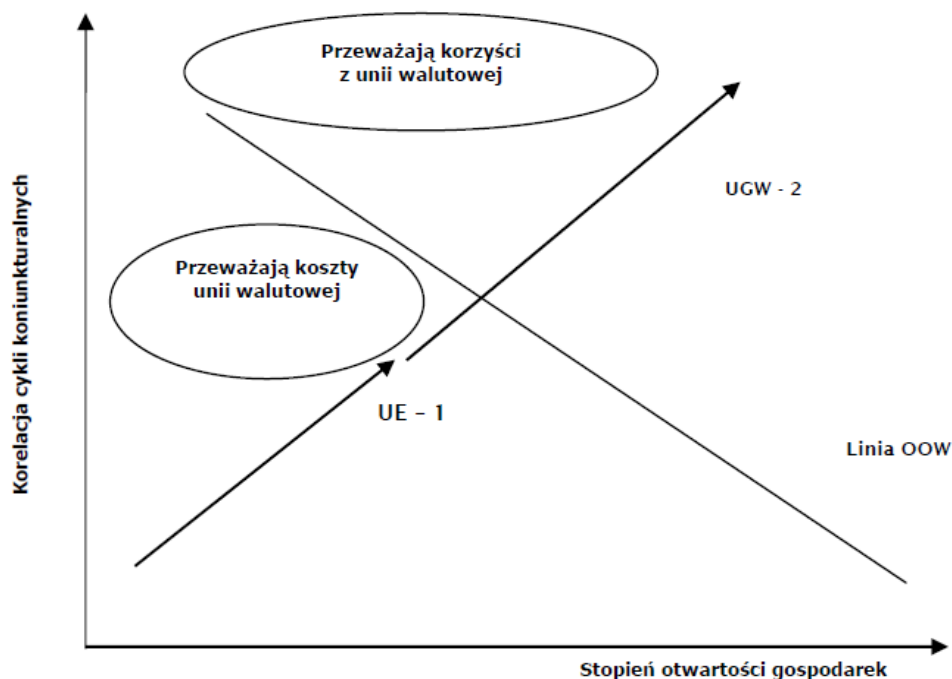 Przeważają korzyści
z unii walutowej
UGW - 2
Przeważają koszty
unii walutowej
UE – 1
Linia OOW
Korelacja cykli koniunkturalnych
Stopień otwartości gospodarek